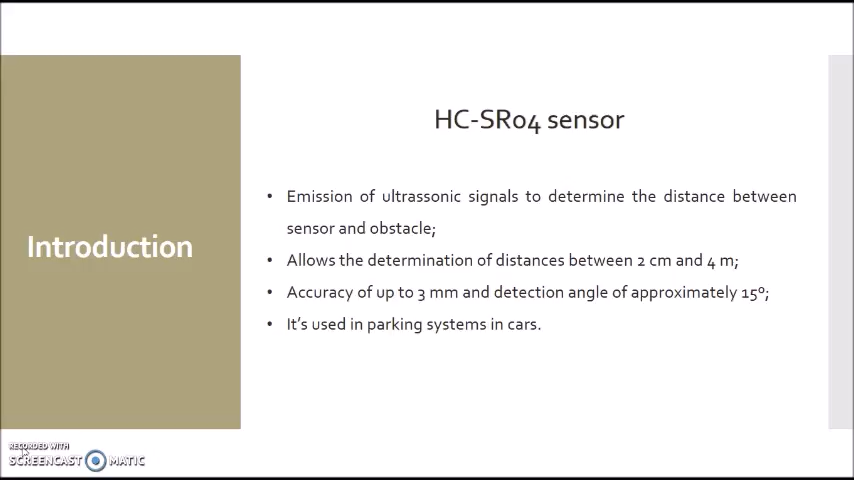 HC-SR04 sensor
Introduction
• Emission of ultrassonic signals to determine the distance between
sensor and obstacle;
• Allows the determination of distances between 2 cm and 4 m;
• Accuracy of up to 3 mm and detection angle of approximately 15º;
• It's used in parking systems in cars.
RECORDED WITH
SCREENCAST MATIC